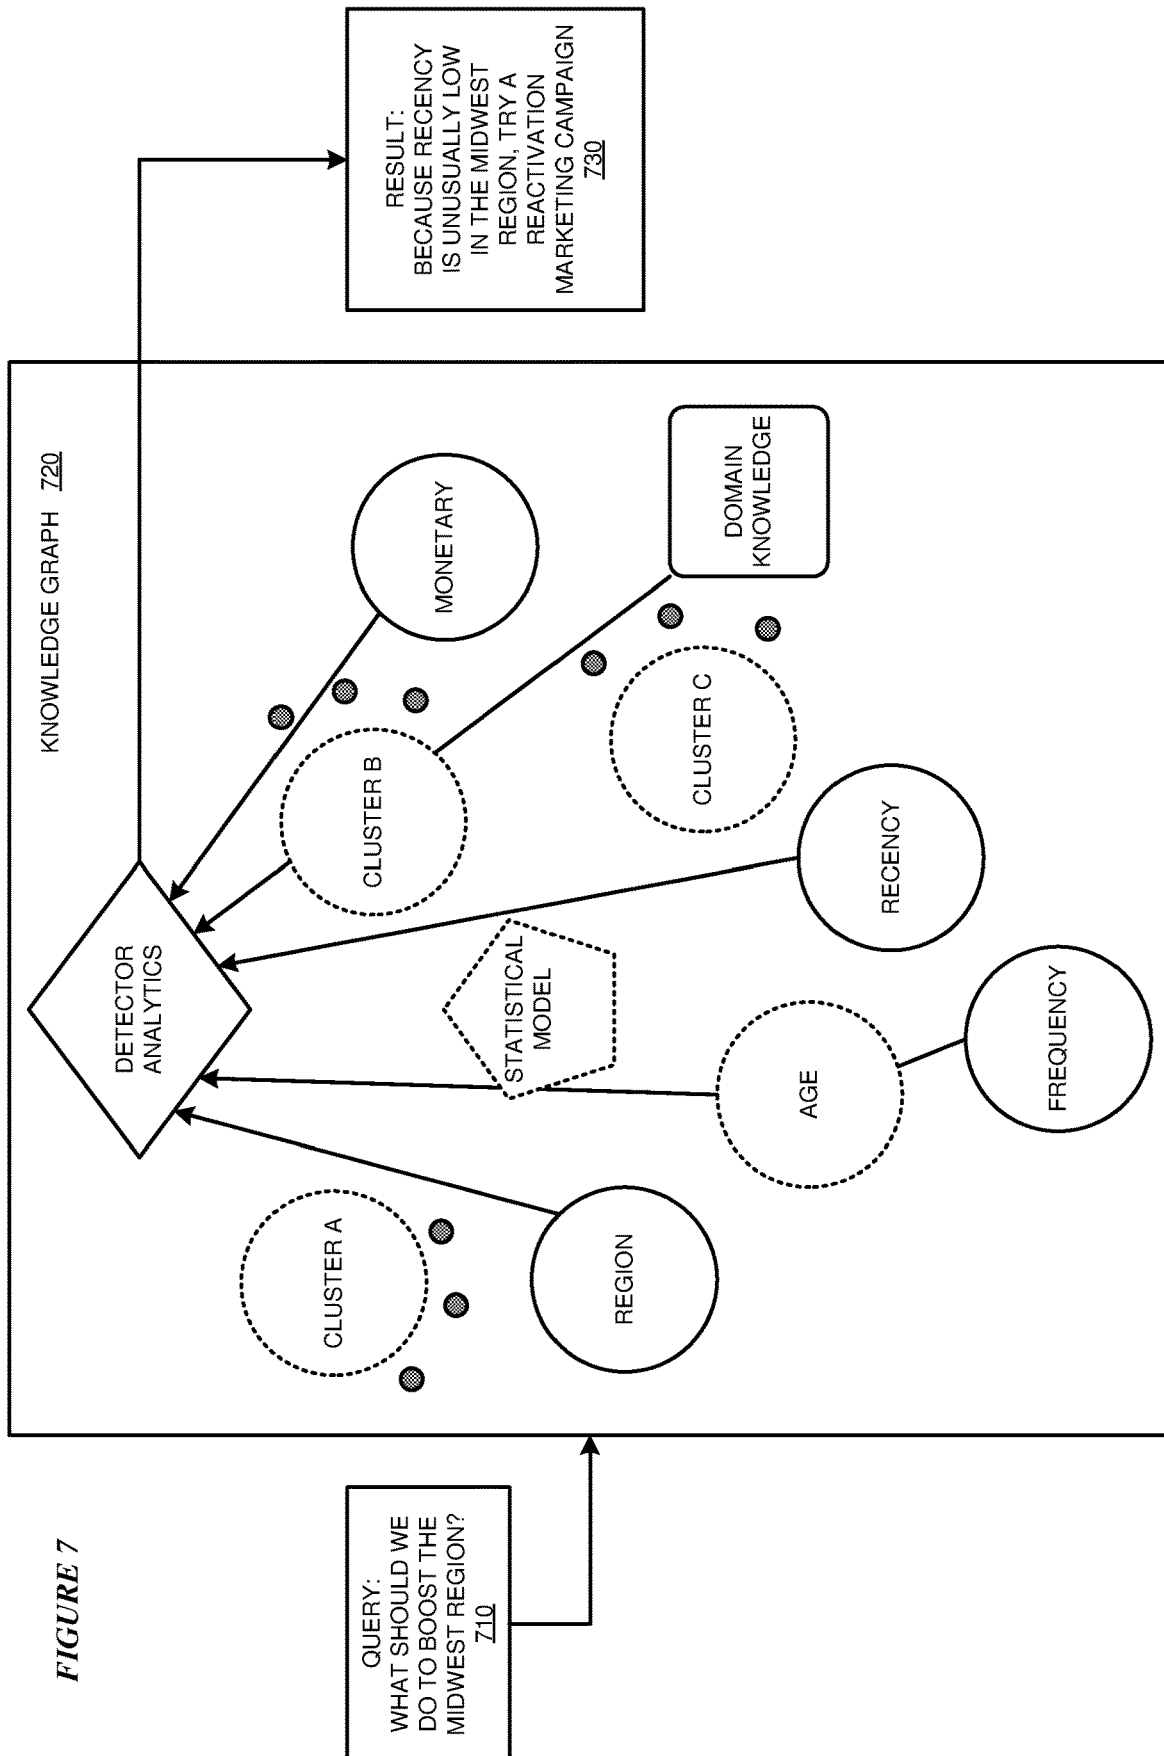 FIGURE 7
QUERY:
WHAT SHOULD WE
DO TO BOOST THE
MIDWEST REGION?
710
KNOWLEDGE GRAPH 720
DETECTOR
ANALYTICS
CLUSTER A
CLUSTER B
MONETARY
STATISTICAL
MODEL
REGION
CLUSTER C
DOMAIN
KNOWLEDGE
AGE
RECENCY
FREQUENCY
RESULT:
BECAUSE RECENCY
IS UNUSUALLY LOW
IN THE MIDWEST
REGION, TRY A
REACTIVATION
MARKETING CAMPAIGN
730